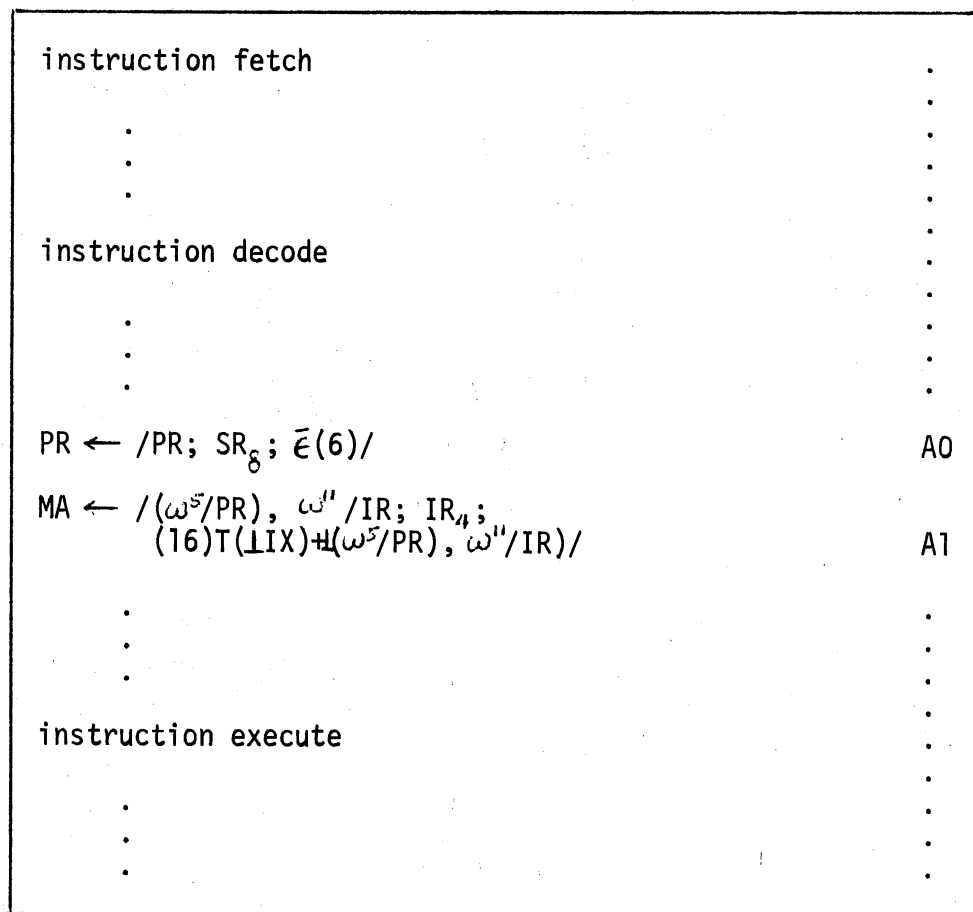 instruction fetch .
.
. .
. .
. .
.
instruction decode .
.
. .
. .
. .
PR ← /PR; SR₈; ε̄(6)/ A0
MA ← /(ω⁵/PR), ω¹¹/IR; IR₄;
(16)⊤(⊥IX)+⊥(ω⁵/PR), ω¹¹/IR)/ A1
. .
. .
. .
.
instruction execute .
.
. .
. .
. .